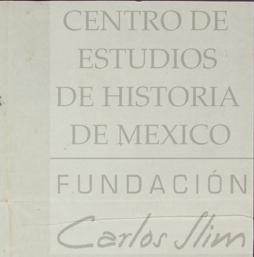 CENTRO DE
ESTUDIOS
DE HISTORIA
DE MEXICO
FUNDACIÓN
Carlos Slim